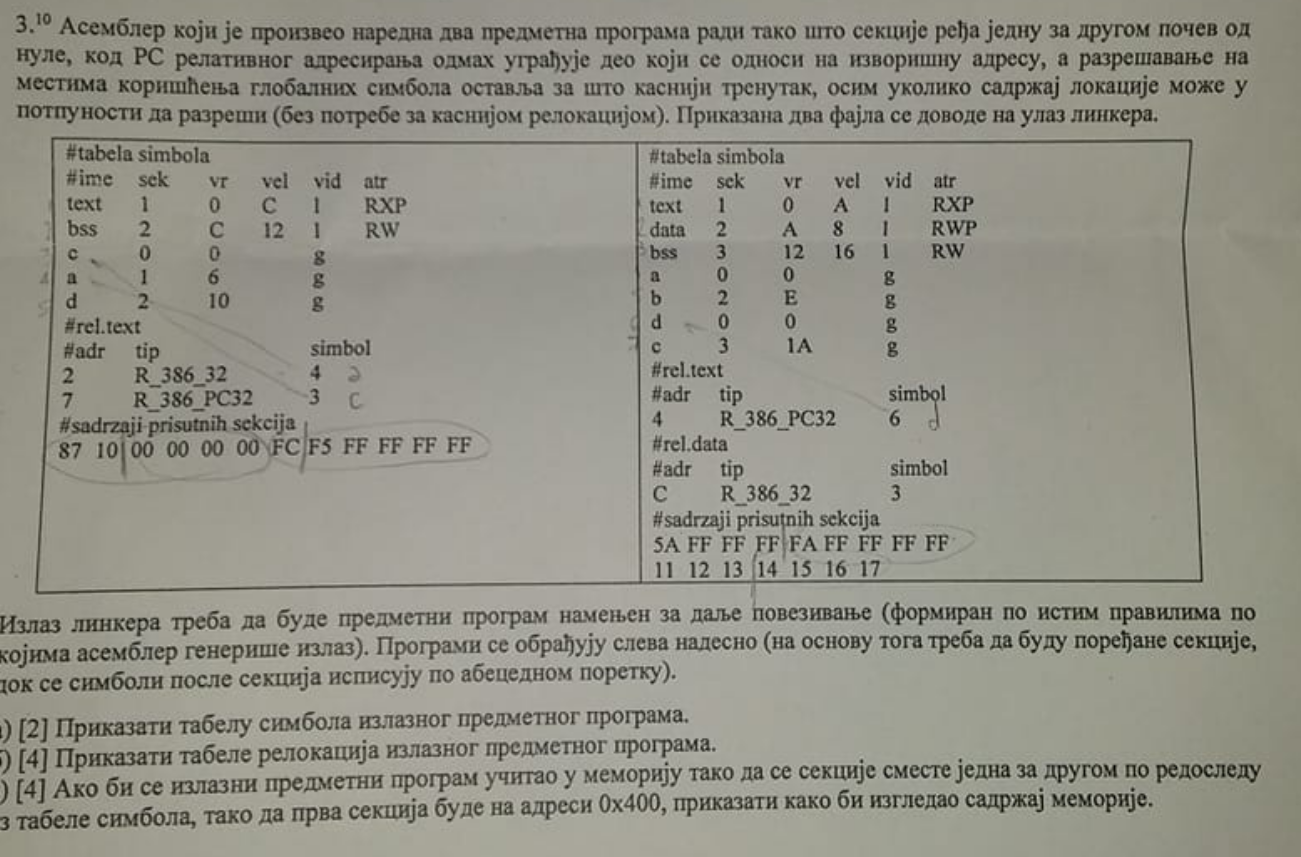 3.10 Асемблер који је произвео наредна два предметна програма ради тако што секције ређа једну за другом почев од
нуле, код PC релативног адресирања одмах уграђује део који се односи на изворишну адресу, а разрешавање на
местима коришћења глобалних симбола оставља за што каснији тренутак, осим уколико садржај локације може у
потпуности да разреши (без потребе за каснијом релокацијом). Приказана два фајла се доводе на улаз линкера.
#tabela simbola
#ime sek vr vel vid atr
text 1 0 C l RXP
bss 2 C 12 l RW
c 0 0 g
a 1 6 g
d 2 10 g
#rel.text
#adr tip simbol
2 R_386_32 4 a
7 R_386_PC32 3 c
#sadrzaji prisutnih sekcija
87 10 00 00 00 00 FC F5 FF FF FF FF
#tabela simbola
#ime sek vr vel vid atr
text 1 0 A l RXP
data 2 A 8 l RWP
bss 3 12 16 l RW
a 0 0 g
b 2 E g
d 0 0 g
c 3 1A g
#rel.text
#adr tip simbol
4 R_386_PC32 6 d
#rel.data
#adr tip simbol
C R_386_32 3
#sadrzaji prisutnih sekcija
5A FF FF FF FA FF FF FF FF
11 12 13 14 15 16 17
Излаз линкера треба да буде предметни програм намењен за даље повезивање (формиран по истим правилима по
којима асемблер генерише излаз). Програми се обрађују слева надесно (на основу тога треба да буду поређане секције,
док се симболи после секција исписују по абецедном поретку).
) [2] Приказати табелу симбола излазног предметног програма.
) [4] Приказати табеле релокација излазног предметног програма.
) [4] Ако би се излазни предметни програм учитао у меморију тако да се секције сместе једна за другом по редоследу
з табеле симбола, тако да прва секција буде на адреси 0x400, приказати како би изгледао садржај меморије.